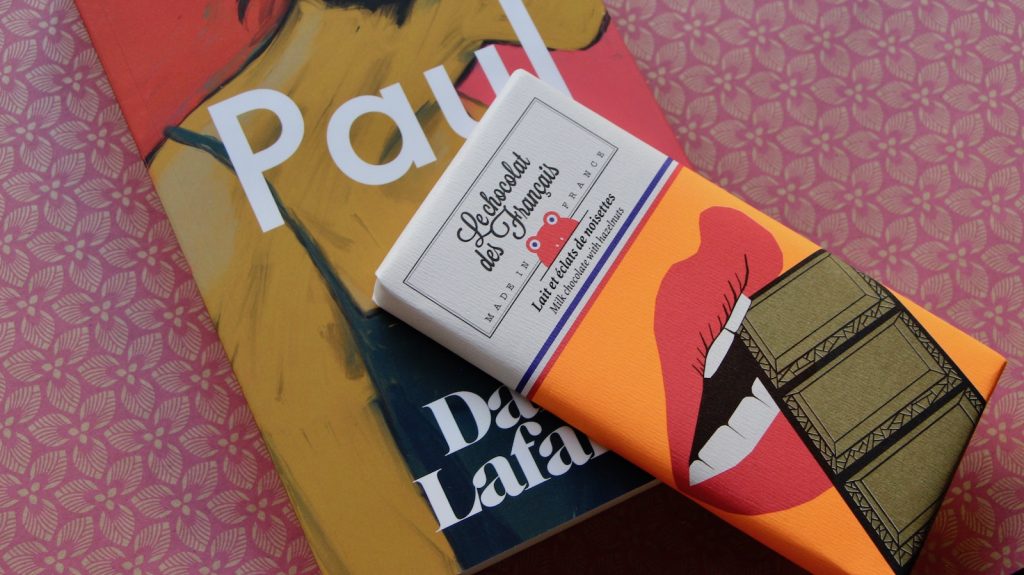 Paul
Le chocolat
des Français
MADE IN FRANCE
Lait et éclats de noisettes
Milk chocolate with hazelnuts